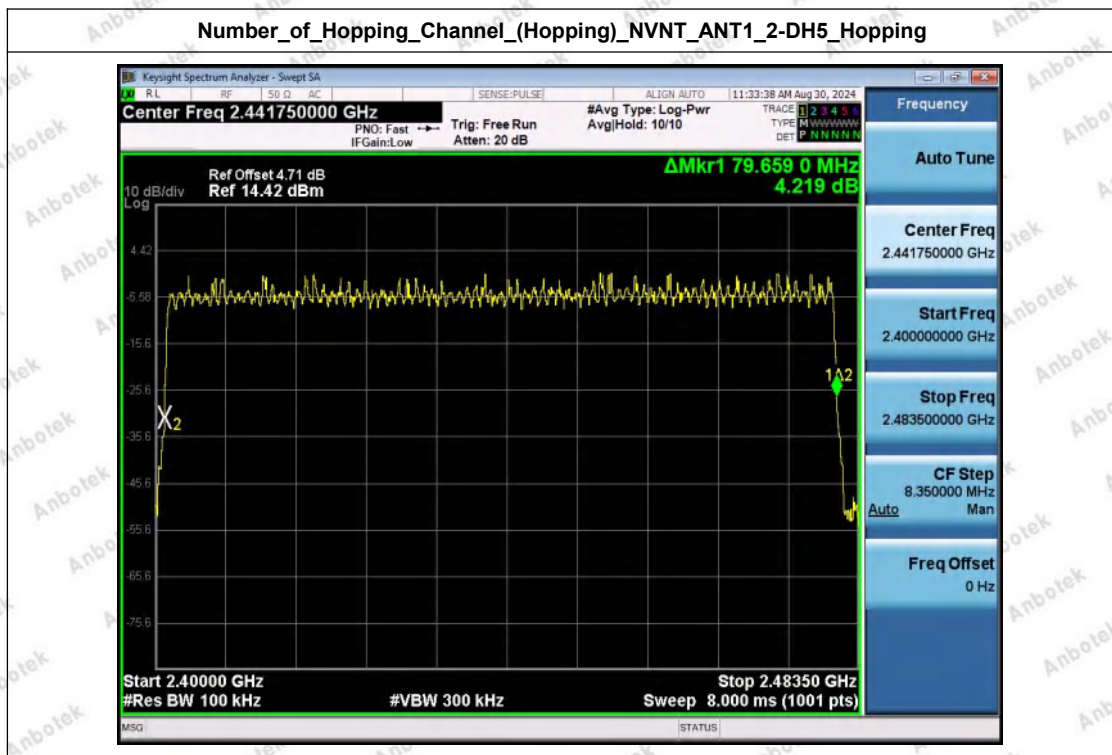 Number_of_Hopping_Channel_(Hopping)_NVNT_ANT1_2-DH5_Hopping
Keysight Spectrum Analyzer - Swept SA
RL RF 50 Ω AC SENSE:PULSE ALIGN AUTO 11:33:38 AM Aug 30, 2024
Center Freq 2.441750000 GHz
PNO: Fast
IFGain:Low
Trig: Free Run
Atten: 20 dB
#Avg Type: Log-Pwr
Avg|Hold: 10/10
TRACE 1 2 3 4 5 6
TYPE M WWWWW
DET P N N N N N
ΔMkr1 79.659 0 MHz
4.219 dB
Ref Offset 4.71 dB
10 dB/div Ref 14.42 dBm
Log
4.42
-5.58
-15.6
-25.6
-35.6
-45.6
-55.6
-65.6
-75.6
X2
1Δ2
Start 2.40000 GHz Stop 2.48350 GHz
#Res BW 100 kHz #VBW 300 kHz Sweep 8.000 ms (1001 pts)
MSG STATUS
Frequency
Auto Tune
Center Freq
2.441750000 GHz
Start Freq
2.400000000 GHz
Stop Freq
2.483500000 GHz
CF Step
8.350000 MHz
Auto Man
Freq Offset
0 Hz
Anbotek